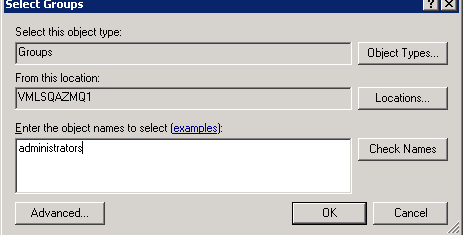 Select Groups
Select this object type:
Groups
Object Types...
From this location:
VMLSQAZMQ1
Locations...
Enter the object names to select (examples):
administrators
Check Names
Advanced...
OK
Cancel